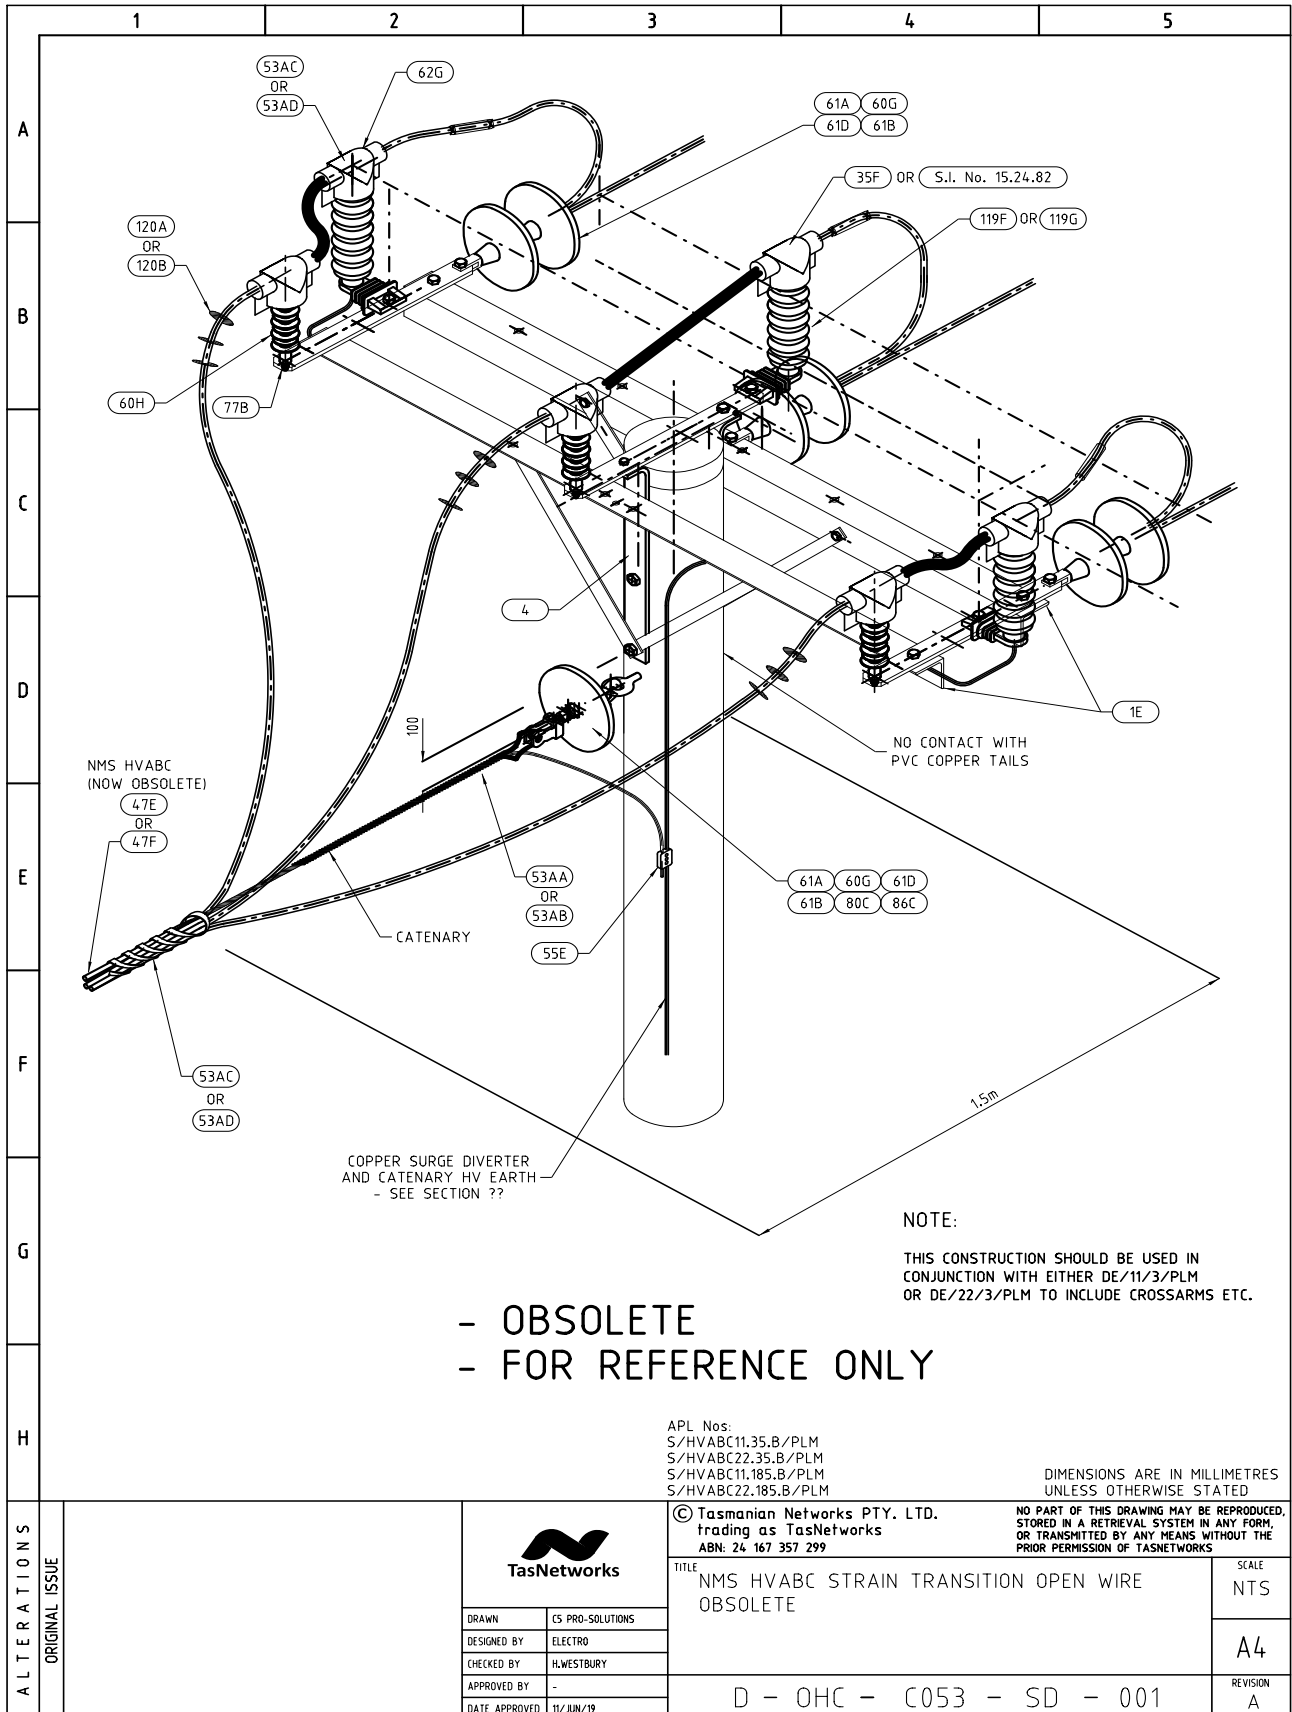 1 2 3 4 5
A
B
C
D
E
F
G
H
53AC
OR
53AD
62G
61A 60G
61D 61B
35F OR S.I. No. 15.24.82
119F OR 119G
120A
OR
120B
60H
77B
4
100
1E
NO CONTACT WITH
PVC COPPER TAILS
NMS HVABC
(NOW OBSOLETE)
47E
OR
47F
53AA
OR
53AB
61A 60G 61D
61B 80C 86C
CATENARY
55E
53AC
OR
53AD
1.5m
COPPER SURGE DIVERTER
AND CATENARY HV EARTH
- SEE SECTION ??
NOTE:
THIS CONSTRUCTION SHOULD BE USED IN
CONJUNCTION WITH EITHER DE/11/3/PLM
OR DE/22/3/PLM TO INCLUDE CROSSARMS ETC.
- OBSOLETE
- FOR REFERENCE ONLY
APL Nos:
S/HVABC11.35.B/PLM
S/HVABC22.35.B/PLM
S/HVABC11.185.B/PLM
S/HVABC22.185.B/PLM
DIMENSIONS ARE IN MILLIMETRES
UNLESS OTHERWISE STATED
ALTERATIONS
ORIGINAL ISSUE
TasNetworks
© Tasmanian Networks PTY. LTD.
trading as TasNetworks
ABN: 24 167 357 299
NO PART OF THIS DRAWING MAY BE REPRODUCED,
STORED IN A RETRIEVAL SYSTEM IN ANY FORM,
OR TRANSMITTED BY ANY MEANS WITHOUT THE
PRIOR PERMISSION OF TASNETWORKS
TITLE NMS HVABC STRAIN TRANSITION OPEN WIRE
OBSOLETE
SCALE
NTS
A4
DRAWN CS PRO-SOLUTIONS
DESIGNED BY ELECTRO
CHECKED BY H.WESTBURY
APPROVED BY -
DATE APPROVED 11/JUN/19
D - OHC - C053 - SD - 001
REVISION
A